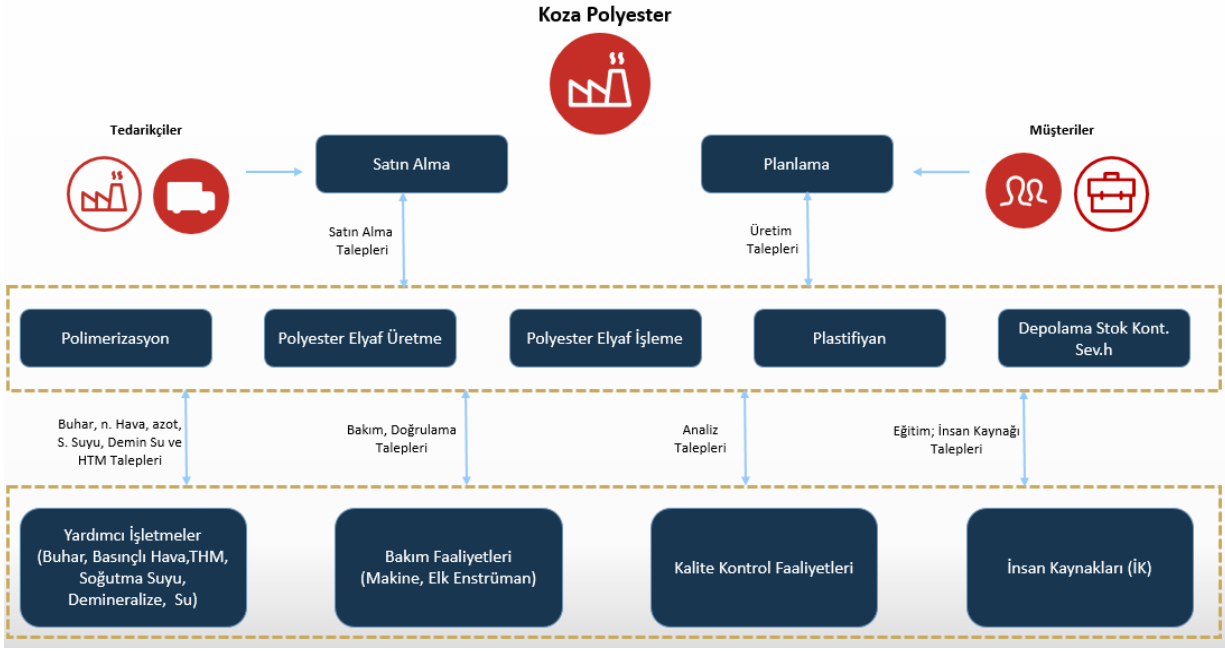 Koza Polyester
Tedarikçiler
Müşteriler
Satın Alma
Planlama
Satın Alma
Talepleri
Üretim
Talepleri
Polimerizasyon
Polyester Elyaf Üretme
Polyester Elyaf İşleme
Plastifiyan
Depolama Stok Kont.
Sev.h
Buhar, n. Hava, azot,
S. Suyu, Demin Su ve
HTM Talepleri
Bakım, Doğrulama
Talepleri
Analiz
Talepleri
Eğitim; İnsan Kaynağı
Talepleri
Yardımcı İşletmeler
(Buhar, Basınçlı Hava,THM,
Soğutma Suyu,
Demineralize, Su)
Bakım Faaliyetleri
(Makine, Elk Enstrüman)
Kalite Kontrol Faaliyetleri
İnsan Kaynakları (İK)